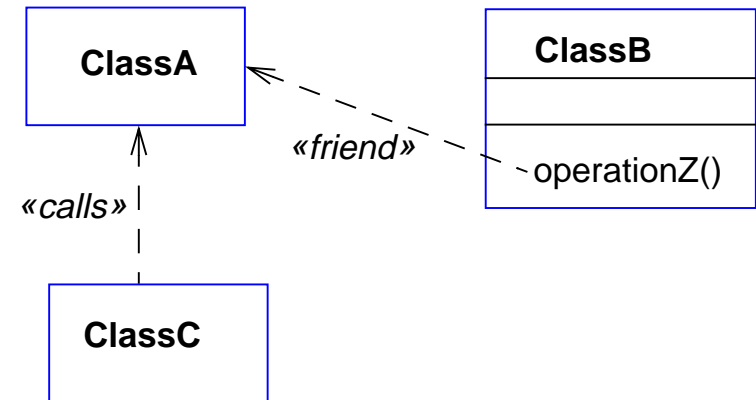 ClassA
ClassB
«friend»
operationZ()
«calls»
ClassC